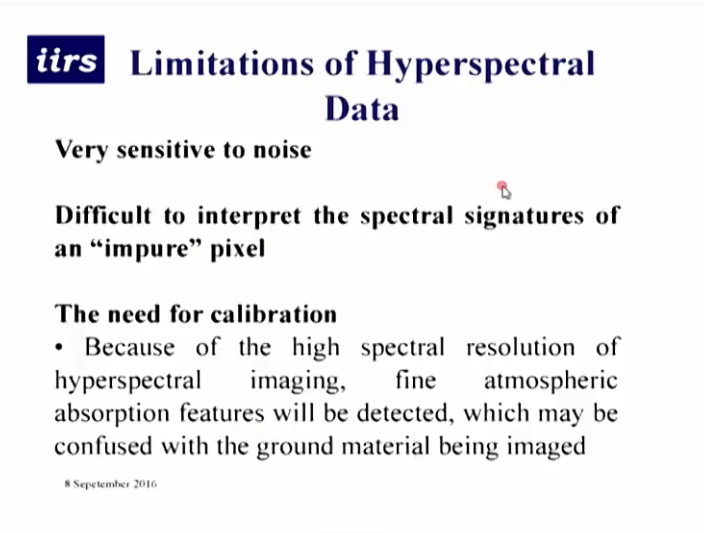 iirs
Limitations of Hyperspectral
Data
Very sensitive to noise
Difficult to interpret the spectral signatures of
an “impure” pixel
The need for calibration
• Because of the high spectral resolution of
hyperspectral imaging, fine atmospheric
absorption features will be detected, which may be
confused with the ground material being imaged
8 Sepetember 2016